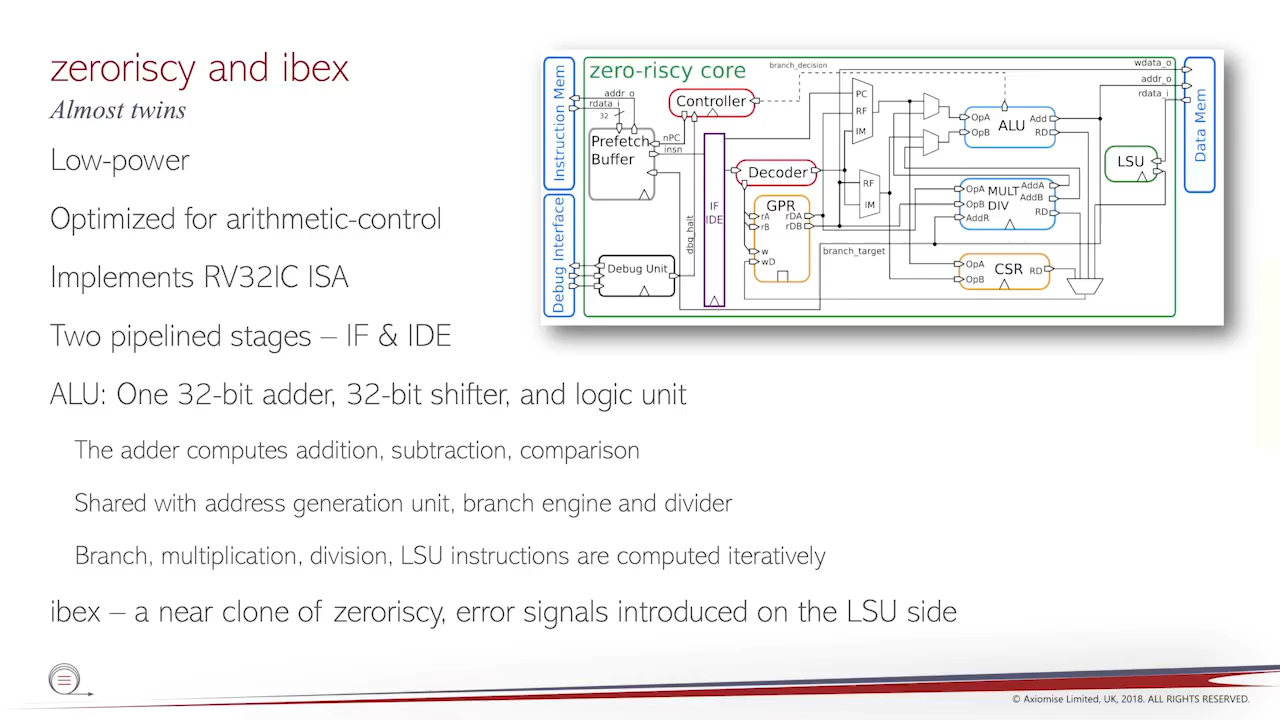 zeroriscy and ibex
Almost twins
Low-power
Optimized for arithmetic-control
Implements RV32IC ISA
Two pipelined stages – IF & IDE
ALU: One 32-bit adder, 32-bit shifter, and logic unit
The adder computes addition, subtraction, comparison
Shared with address generation unit, branch engine and divider
Branch, multiplication, division, LSU instructions are computed iteratively
ibex – a near clone of zeroriscy, error signals introduced on the LSU side
Instruction Mem
Debug Interface
zero-riscy core
addr_o
rdata_i
32
Prefetch
Buffer
Controller
nPC
insn
dbg_halt
Debug Unit
IF
IDE
Decoder
GPR
rA
rB
w
wD
rDA
rDB
branch_decision
PC
RF
IM
RF
IM
branch_target
OpA
OpB
ALU
Add
RD
OpA
OpB
AddR
MULT
DIV
AddA
AddB
RD
OpA
OpB
CSR
RD
LSU
wdata_o
addr_o
rdata_i
Data Mem
© Axiomise Limited, UK, 2018. ALL RIGHTS RESERVED.